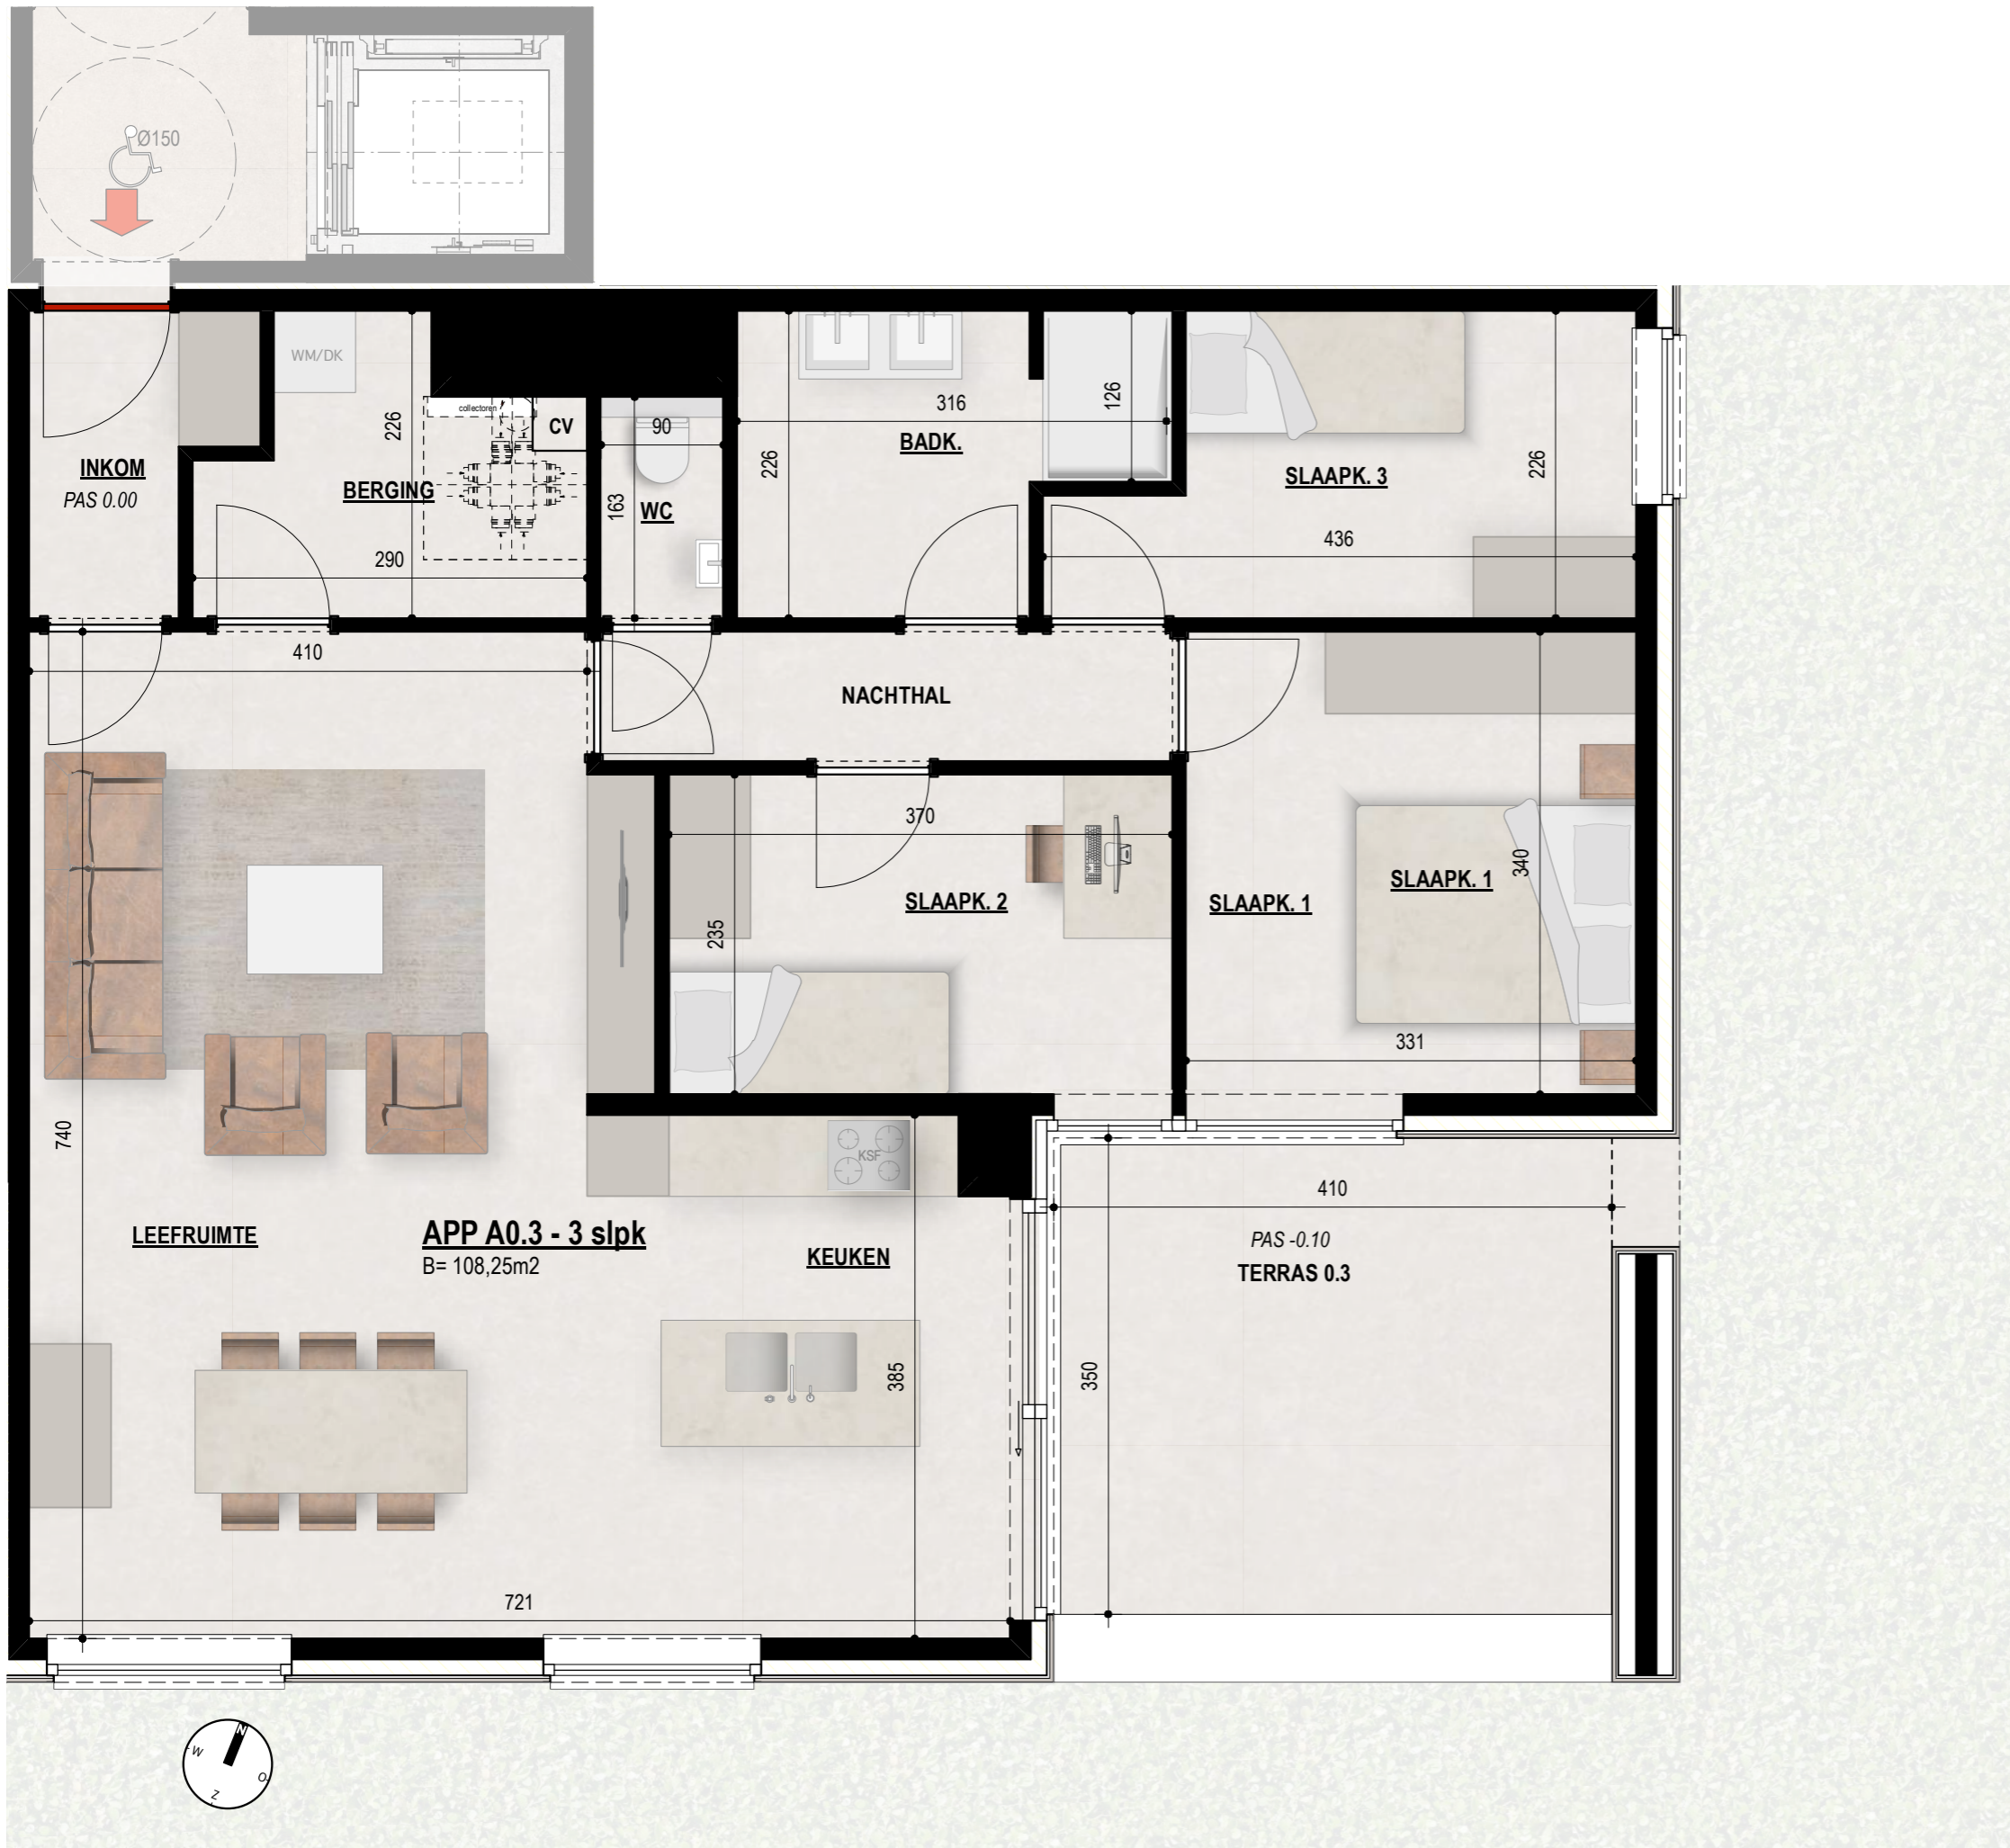 Ø150
WM/DK
collectoren
CV
226
INKOM
PAS 0.00
BERGING
290
90
163
WC
316
BADK.
226
126
SLAAPK. 3
226
436
410
NACHTHAL
370
SLAAPK. 2
235
SLAAPK. 1
SLAAPK. 1
340
331
740
KSF
LEEFRUIMTE
APP A0.3 - 3 slpk
B= 108,25m2
KEUKEN
385
410
PAS -0.10
TERRAS 0.3
350
721
N
W
O
Z